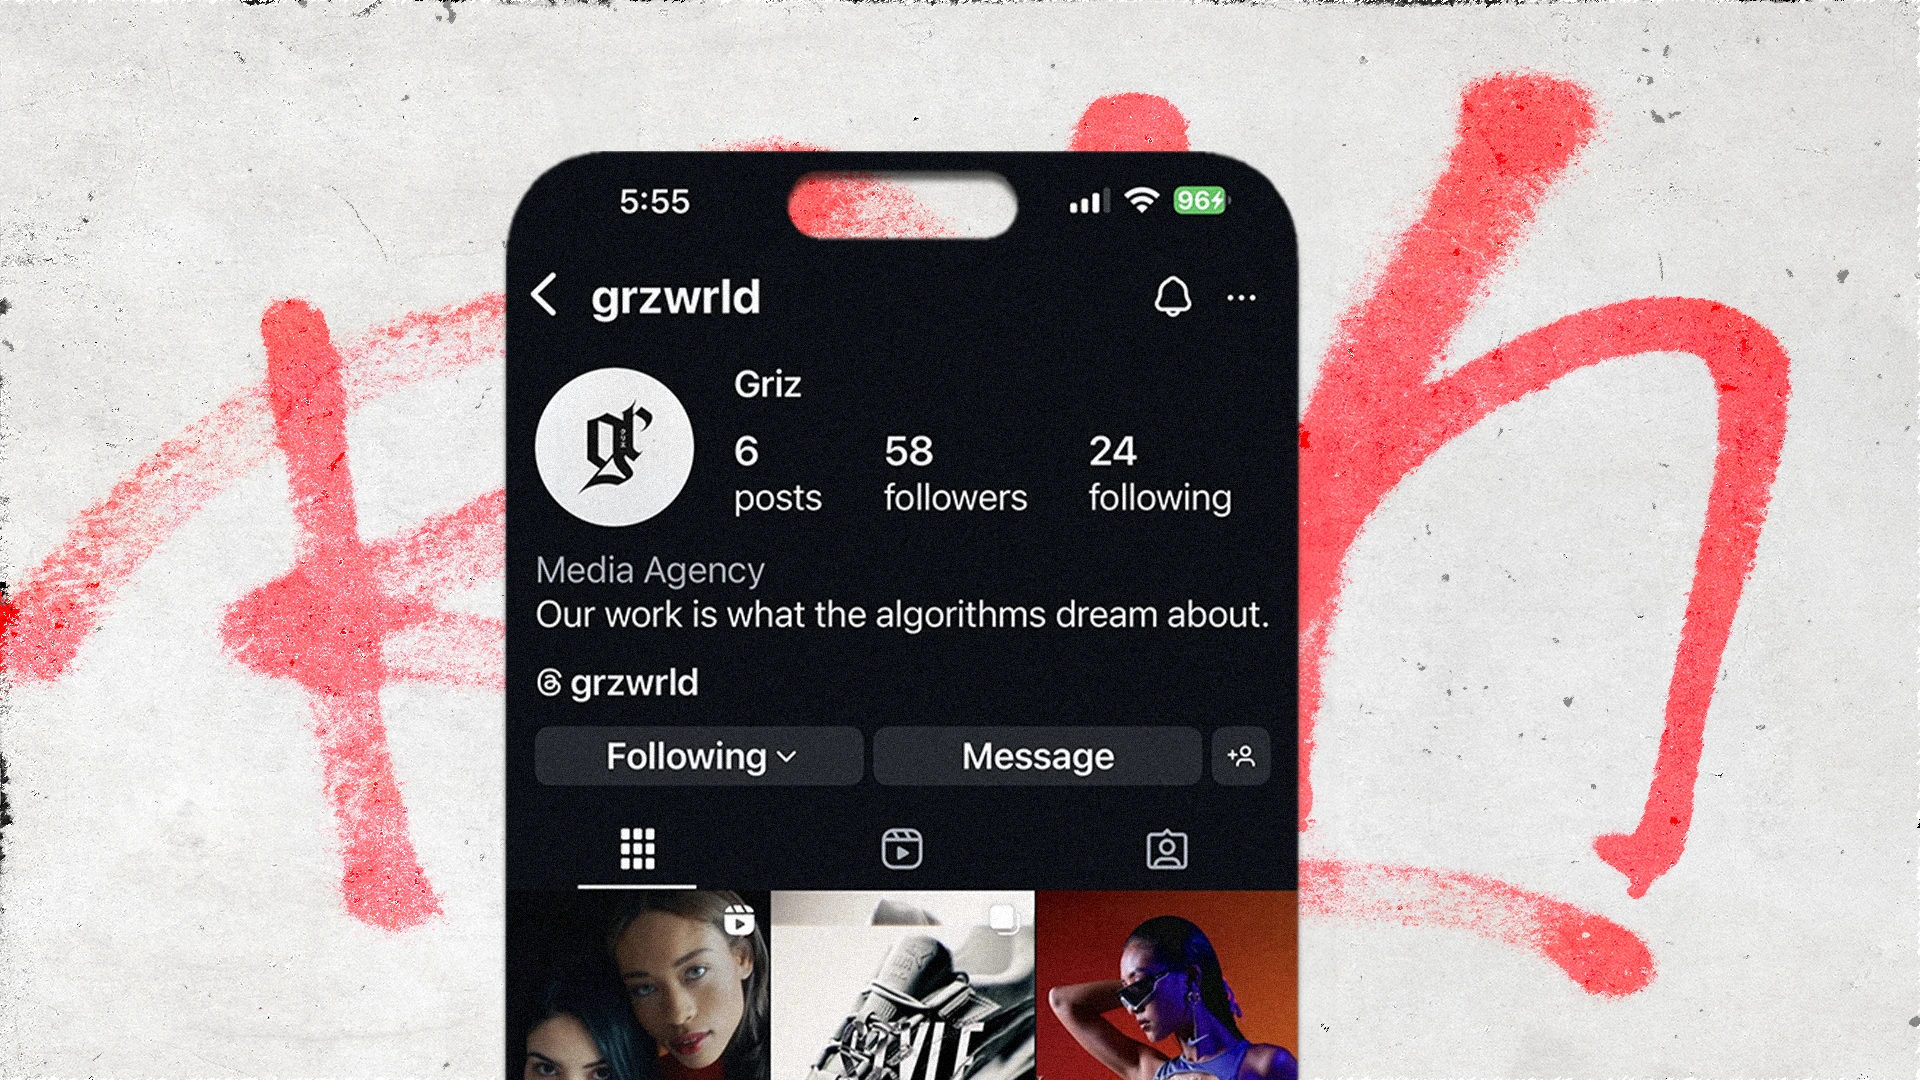 5:55
96
grzwrld
gr
Griz
6 58 24
posts followers following
Media Agency
Our work is what the algorithms dream about.
grzwrld
Following
Message